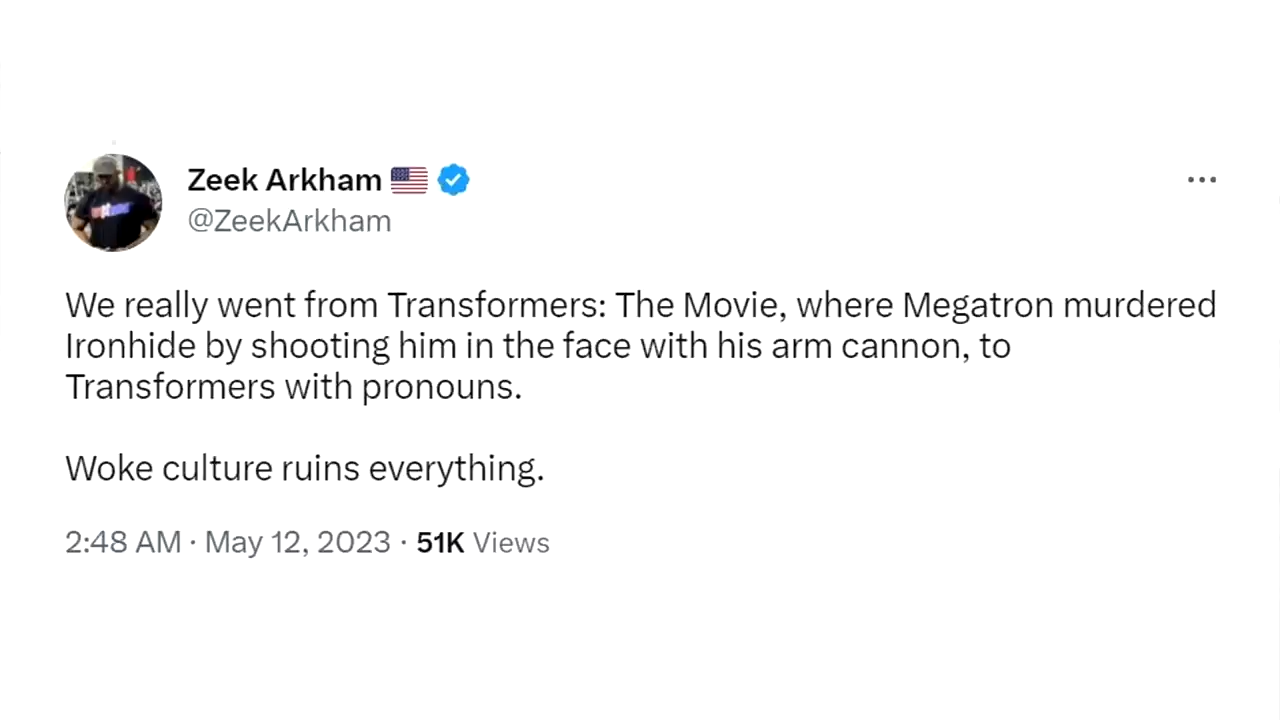 Zeek Arkham 🇺🇸
@ZeekArkham
We really went from Transformers: The Movie, where Megatron murdered
Ironhide by shooting him in the face with his arm cannon, to
Transformers with pronouns.
Woke culture ruins everything.
2:48 AM · May 12, 2023 · 51K Views